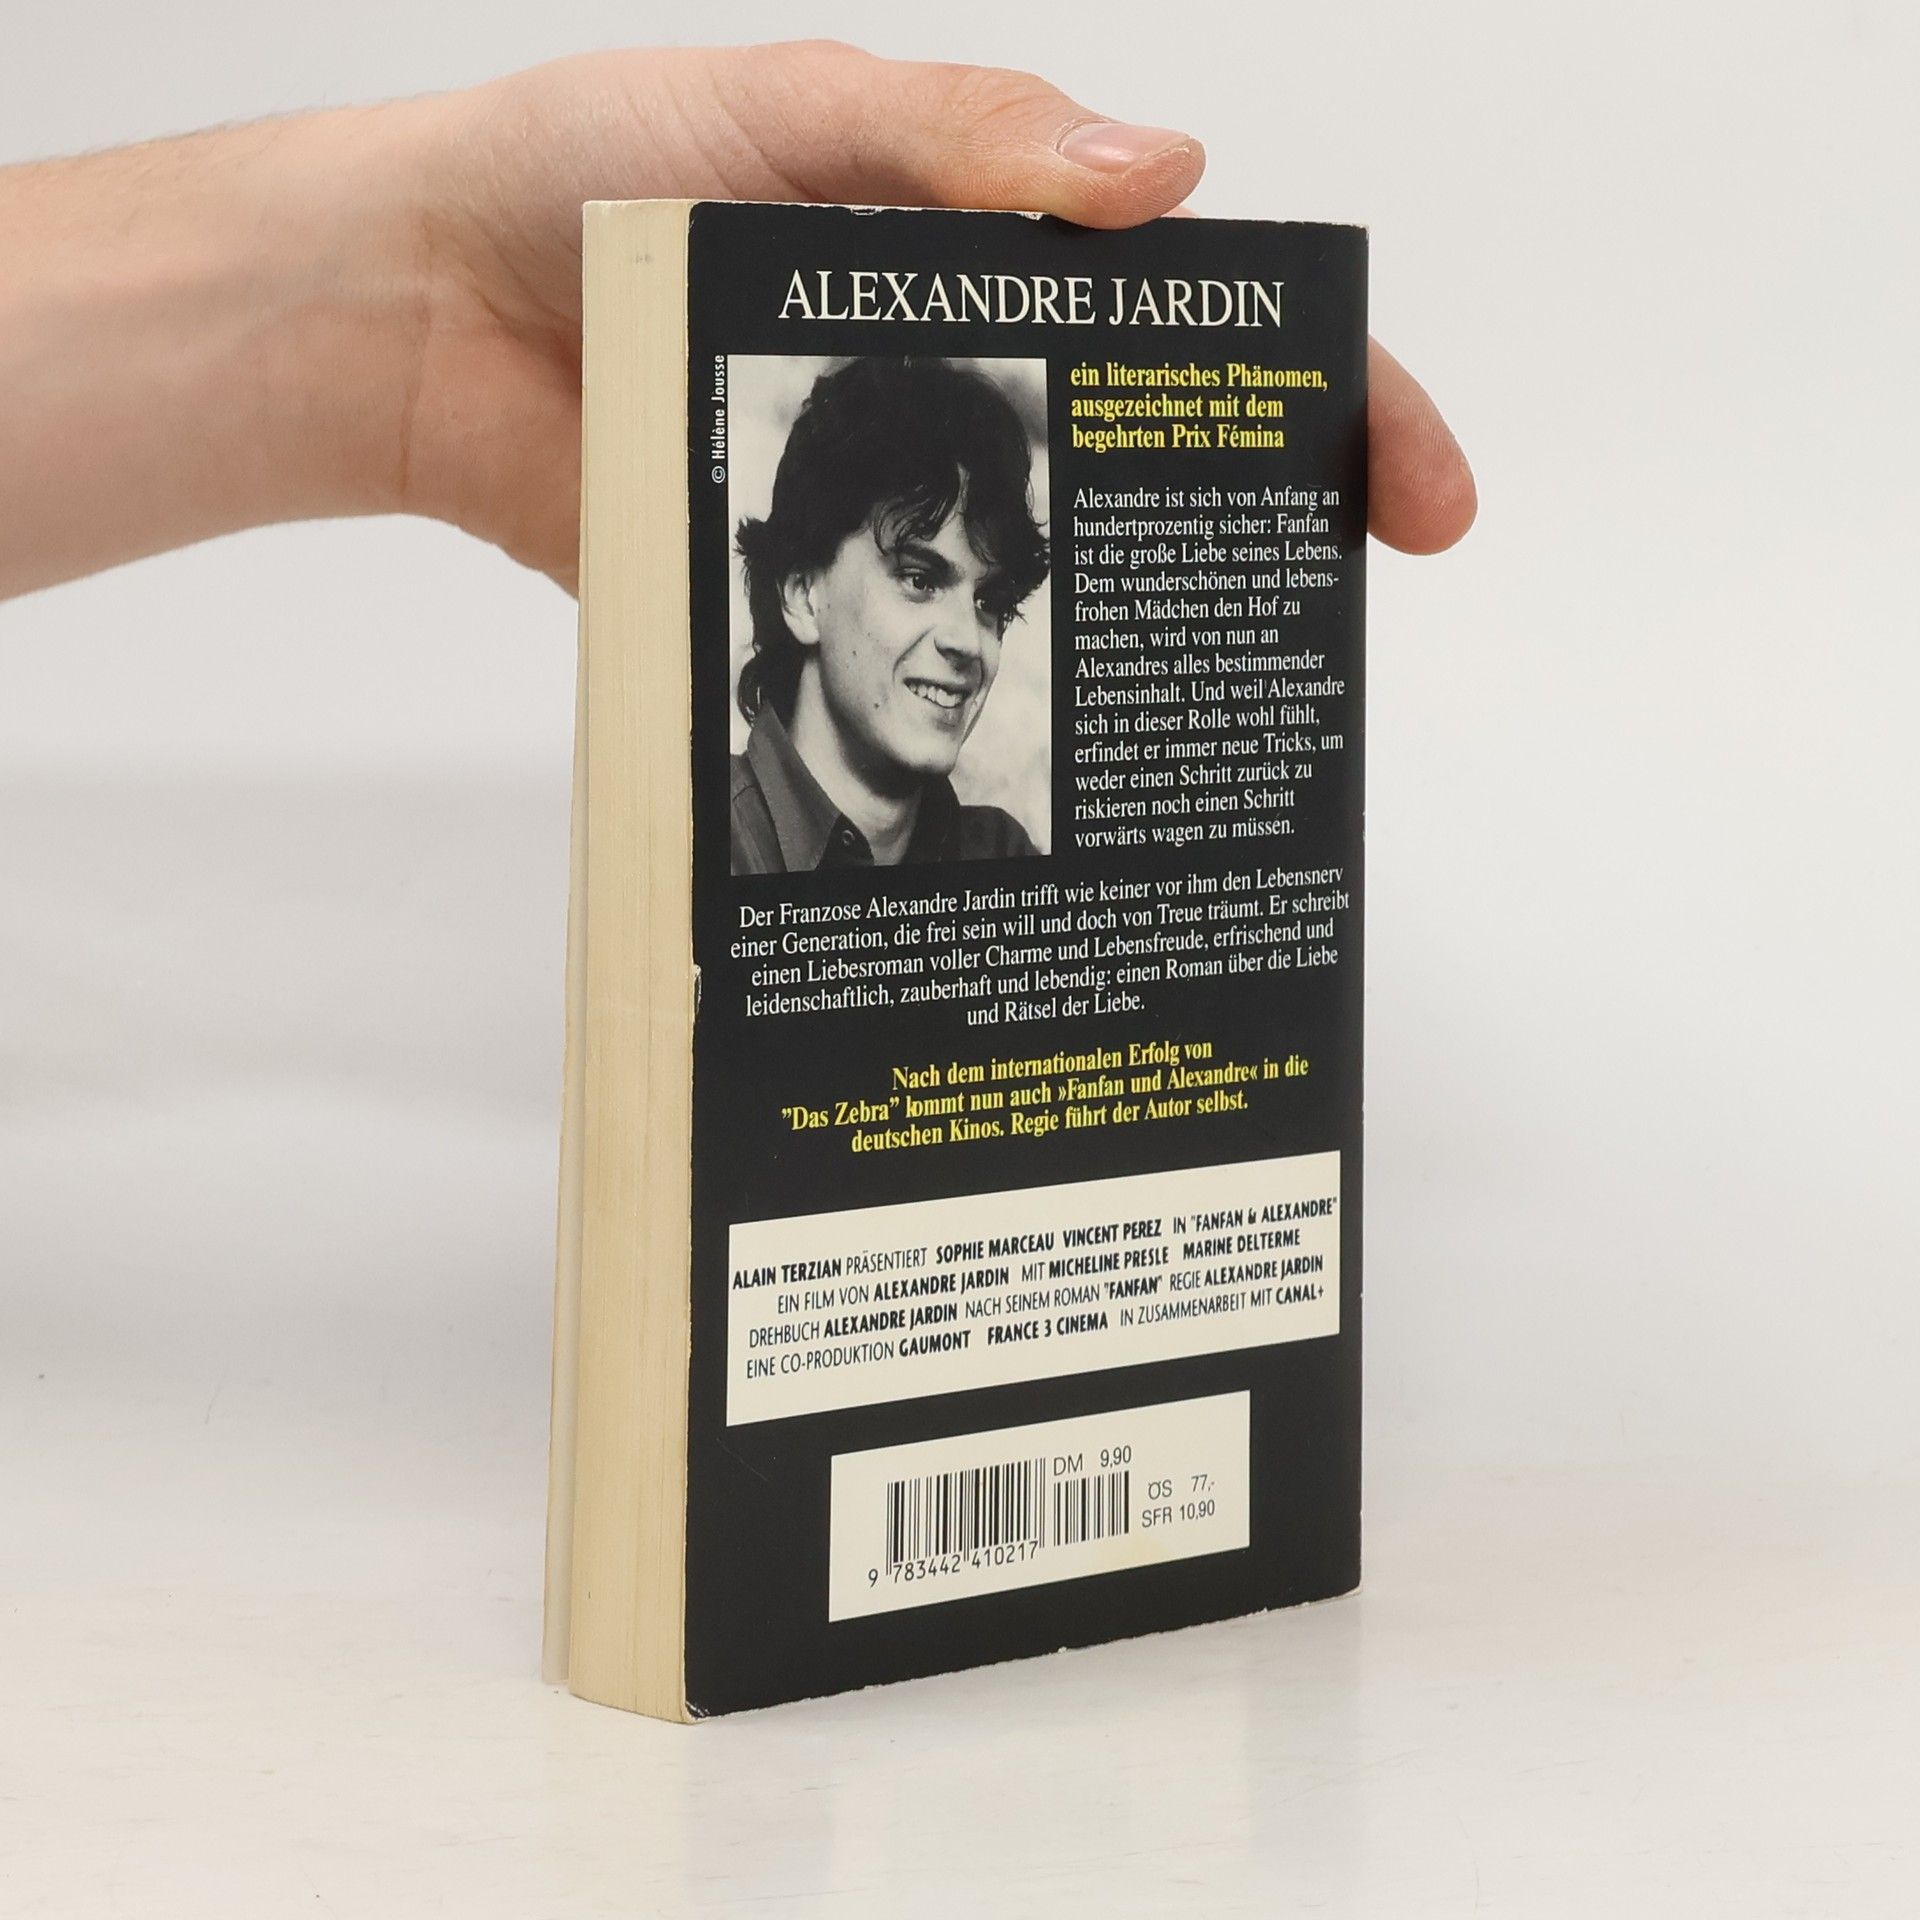 ALEXANDRE JARDIN
© Hélène Jousse
ein literarisches Phänomen,
ausgezeichnet mit dem
begehrten Prix Fémina
Alexandre ist sich von Anfang an
hundertprozentig sicher: Fanfan
ist die große Liebe seines Lebens.
Dem wunderschönen und lebens-
frohen Mädchen den Hof zu
machen, wird von nun an
Alexandres alles bestimmender
Lebensinhalt. Und weil Alexandre
sich in dieser Rolle wohl fühlt,
erfindet er immer neue Tricks, um
weder einen Schritt zurück zu
riskieren noch einen Schritt
vorwärts wagen zu müssen.
Der Franzose Alexandre Jardin trifft wie keiner vor ihm den Lebensnerv
einer Generation, die frei sein will und doch von Treue träumt. Er schreibt
einen Liebesroman voller Charme und Lebensfreude, erfrischend und
leidenschaftlich, zauberhaft und lebendig: einen Roman über die Liebe
und Rätsel der Liebe.
Nach dem internationalen Erfolg von
”Das Zebra” kommt nun auch »Fanfan und Alexandre« in die
deutschen Kinos. Regie führt der Autor selbst.
ALAIN TERZIAN PRÄSENTIERT SOPHIE MARCEAU VINCENT PEREZ IN "FANFAN & ALEXANDRE"
EIN FILM VON ALEXANDRE JARDIN MIT MICHELINE PRESLE MARINE DELTERME
DREHBUCH ALEXANDRE JARDIN NACH SEINEM ROMAN "FANFAN" REGIE ALEXANDRE JARDIN
EINE CO-PRODUKTION GAUMONT FRANCE 3 CINEMA IN ZUSAMMENARBEIT MIT CANAL+
DM 9,90
ÖS 77,-
SFR 10,90
9 783442 410217